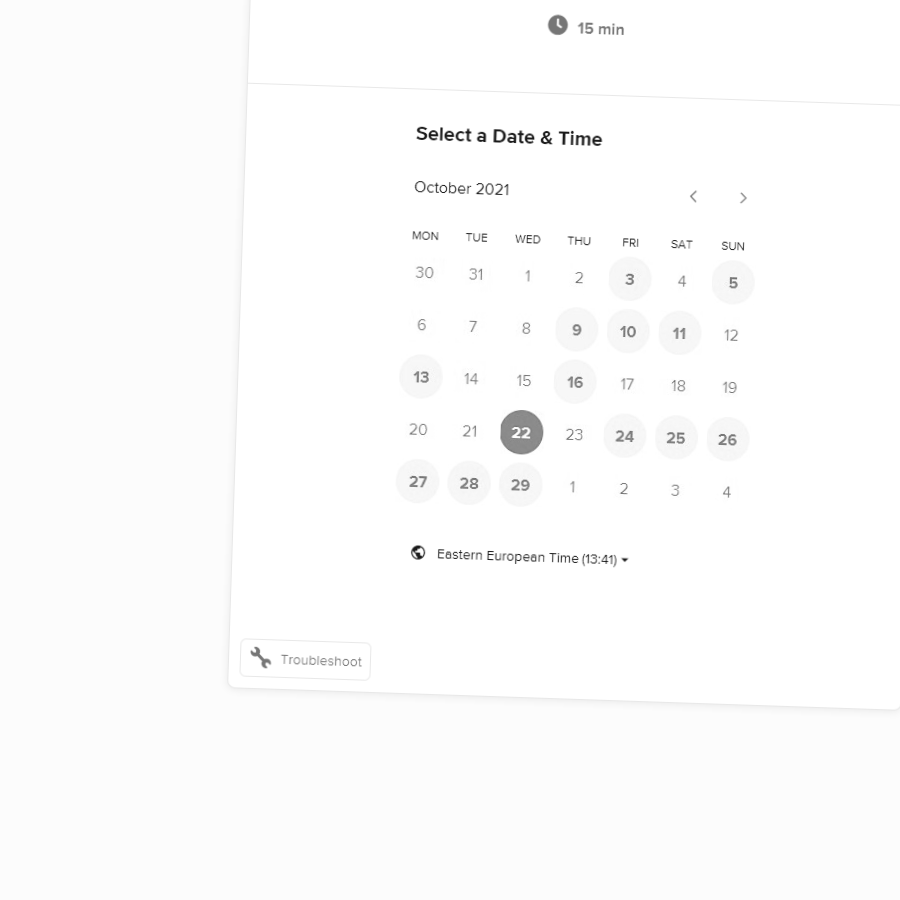 15 min
Select a Date & Time
October 2021
MON TUE WED THU FRI SAT SUN
30 31 1 2 3 4 5
6 7 8 9 10 11 12
13 14 15 16 17 18 19
20 21 22 23 24 25 26
27 28 29 1 2 3 4
Eastern European Time (13:41)
Troubleshoot